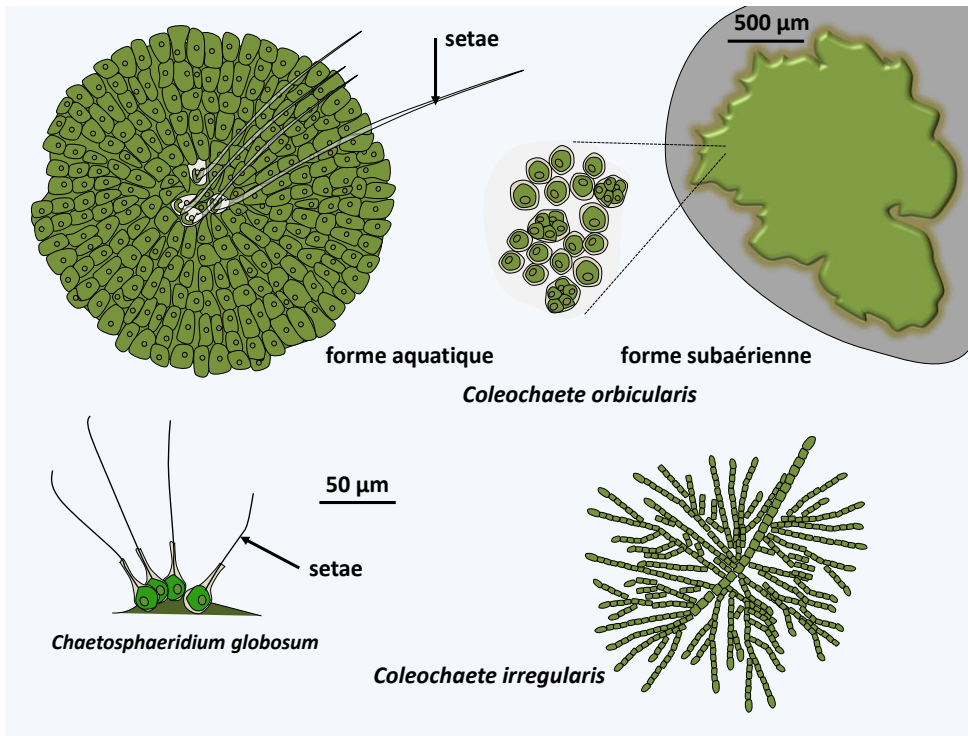 setae
500 µm
forme aquatique
forme subaérienne
Coleochaete orbicularis
50 µm
setae
Chaetosphaeridium globosum
Coleochaete irregularis